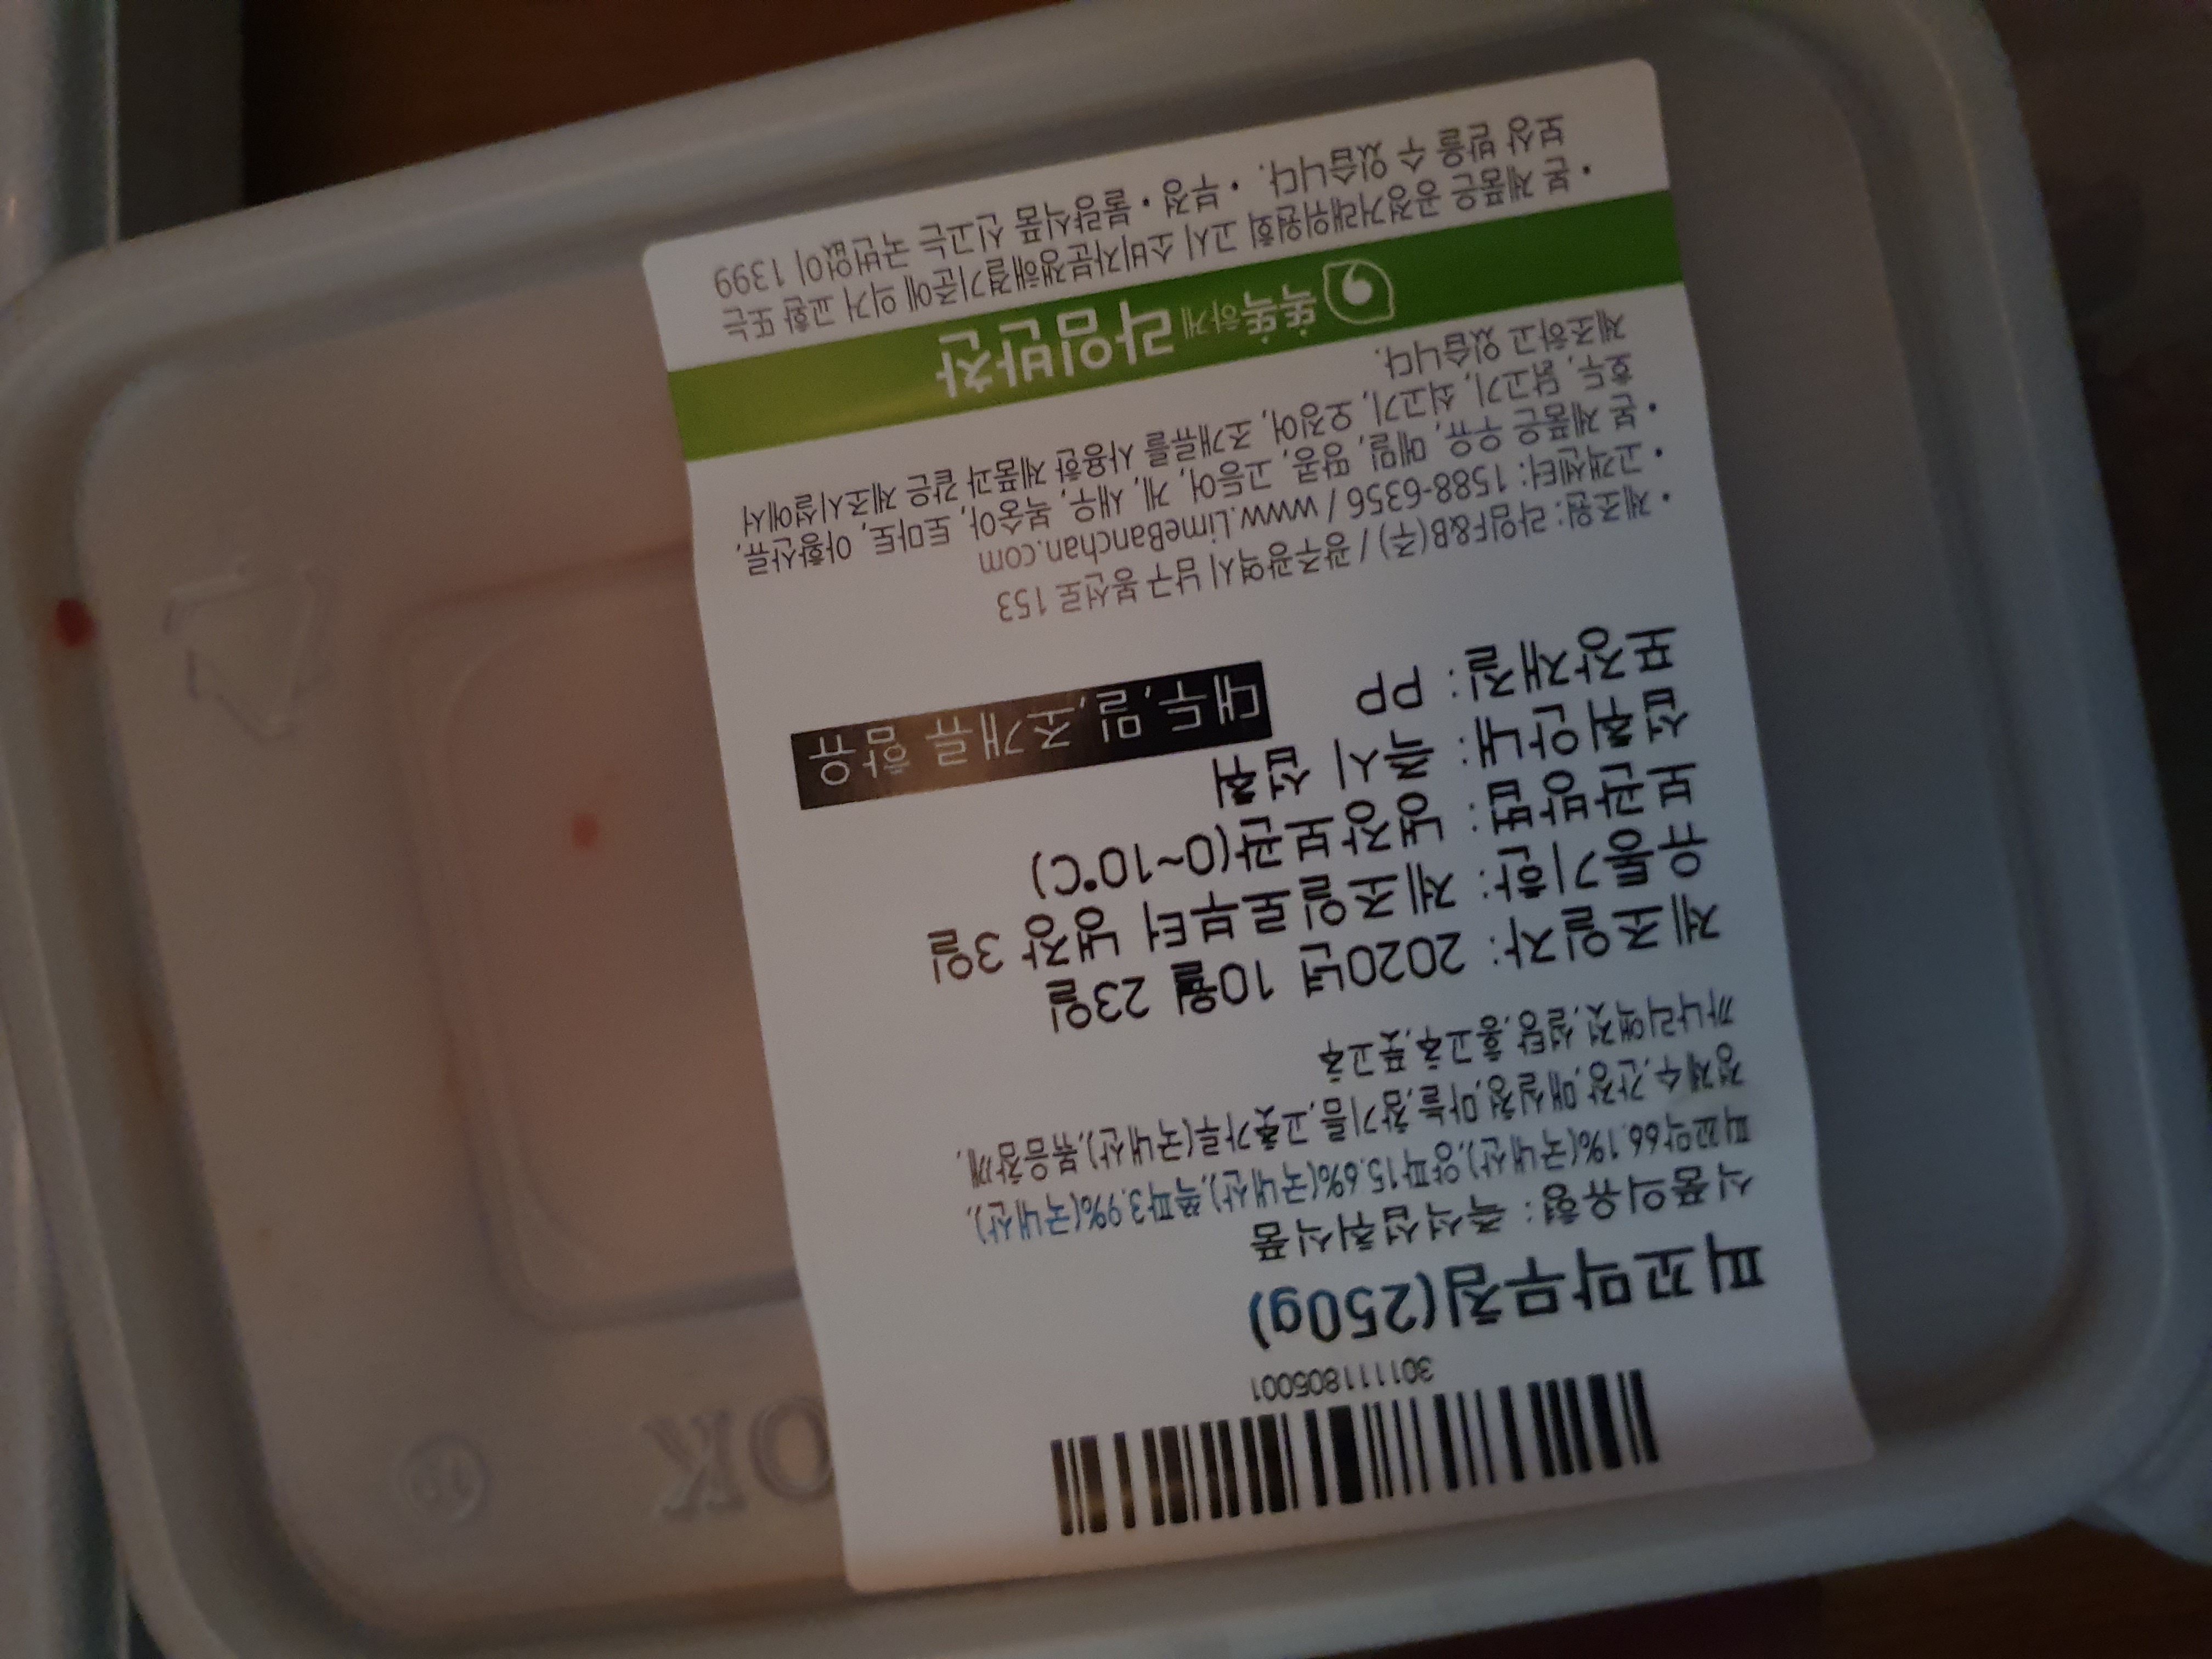 301111805001
피꼬막무침(250g)
식품의유형: 즉석섭취식품
피꼬막66.1%(국내산),양파15.6%(국내산),쪽파3.9%(국내산),
정제수,간장,매실청,마늘,참기름,고춧가루(국내산),볶음참깨,
까나리액젓,설탕,홍고추,풋고추
제조일자: 2020년 10월 23일
유통기한: 제조일로부터 냉장 3일
보관방법: 냉장보관(0~10℃)
섭취안내: 즉시 섭취
포장재질: PP
대두,밀,조개류 함유
• 제조원: 라임F&B(주) / 광주광역시 남구 봉선로 153
• 고객센터: 1588-6356 / www.LimeBanchan.com
• 본 제품은 우유, 메밀, 땅콩, 고등어, 게, 새우, 복숭아, 토마토, 아황산류,
호두, 닭고기, 쇠고기, 오징어, 조개류를 사용한 제품과 같은 제조시설에서
제조하고 있습니다.
똑똑하게 라임반찬
• 본 제품은 공정거래위원회 고시 소비자분쟁해결기준에 의거 교환 또는
보상 받을 수 있습니다. • 부정 • 불량식품 신고는 국번없이 1399
OK